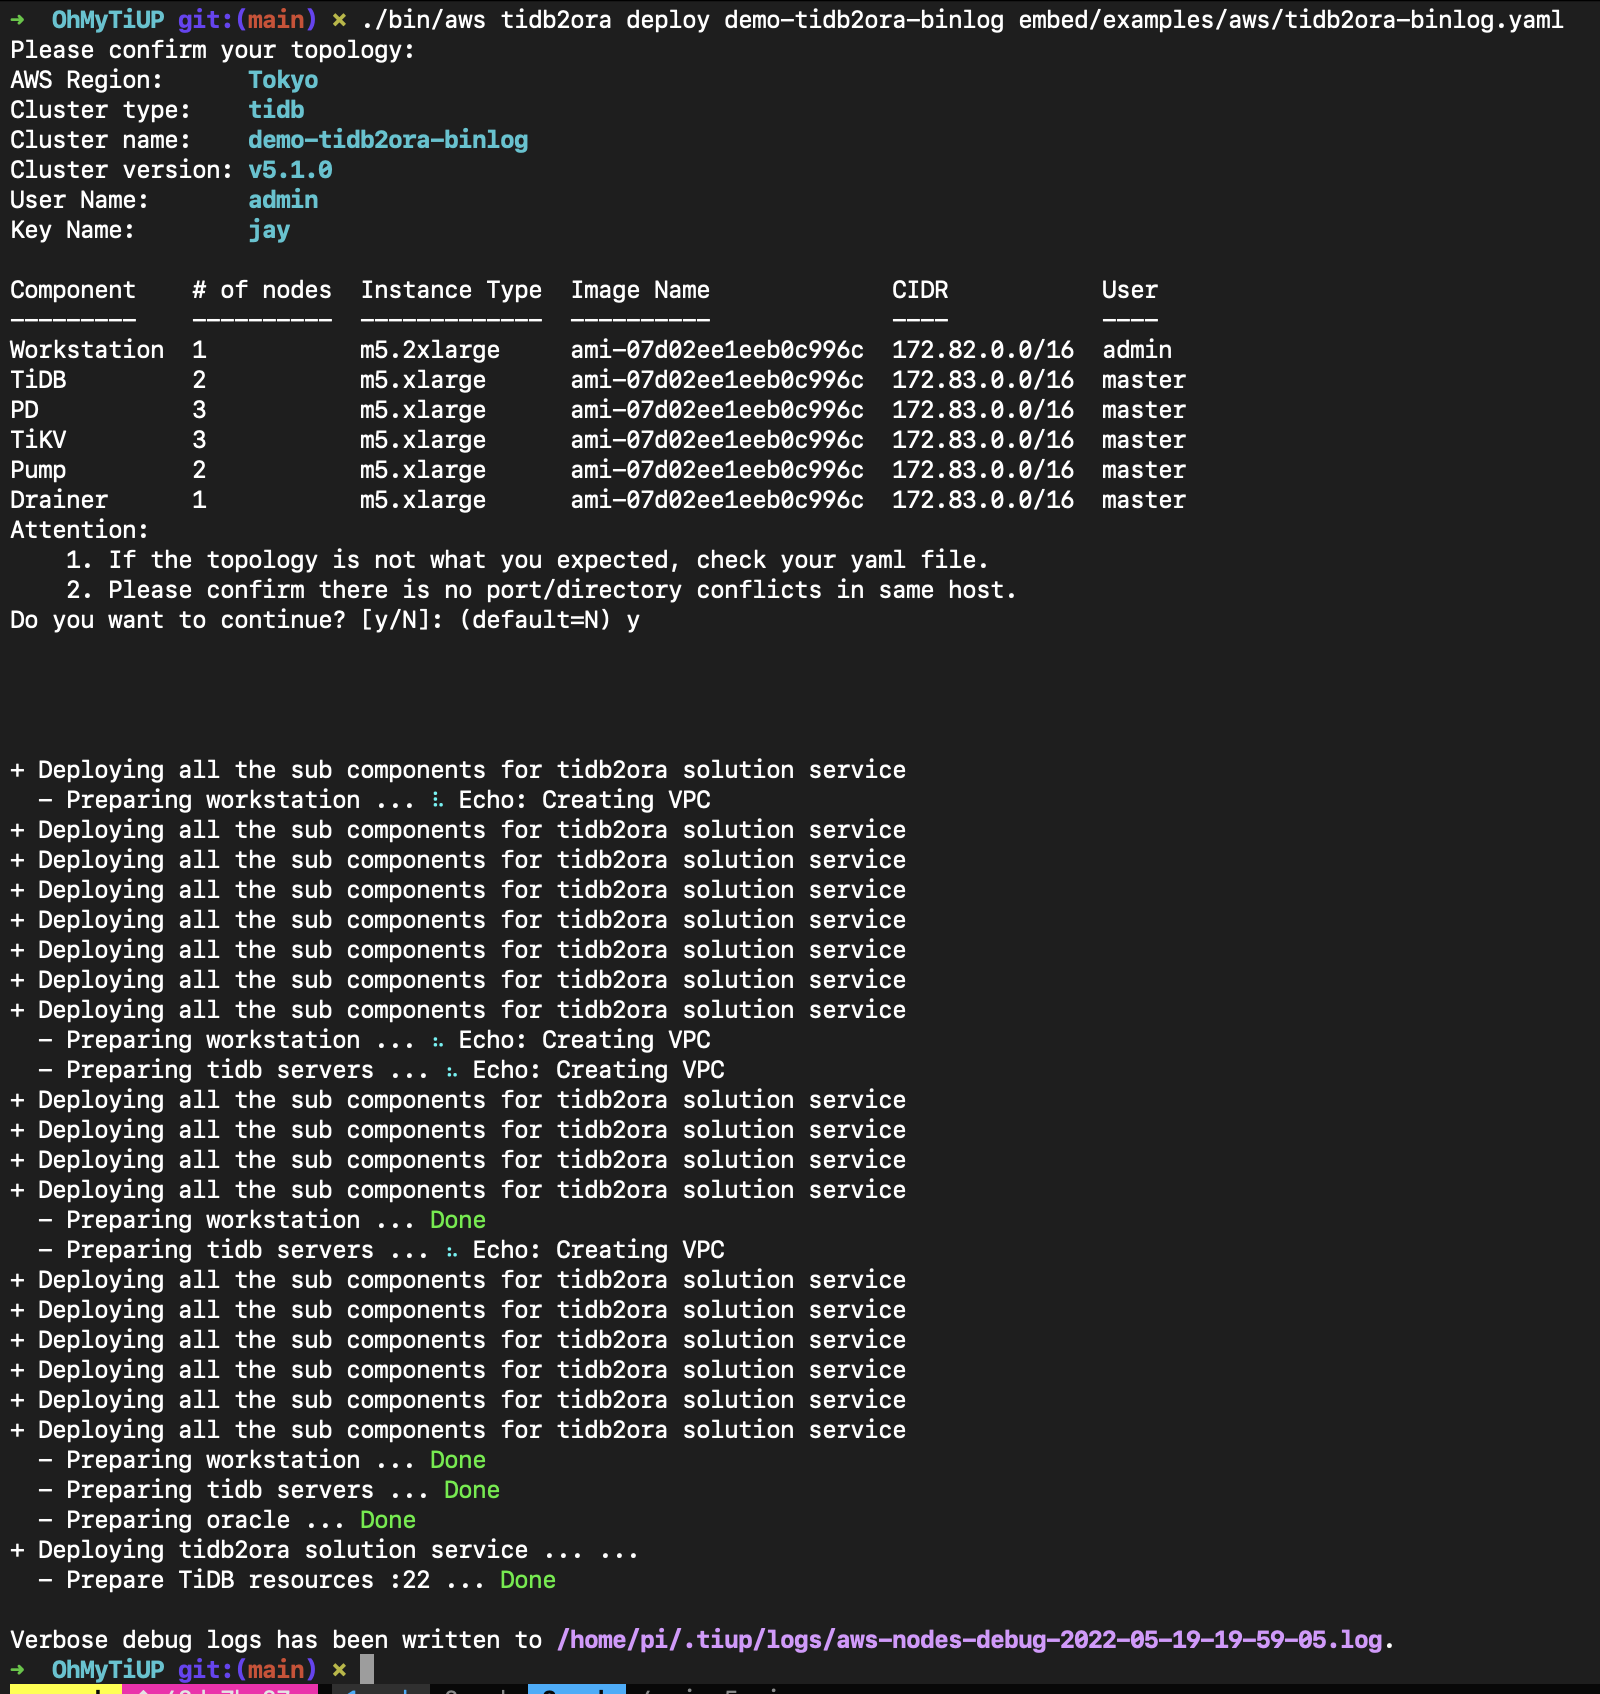 ➜  OhMyTiUP git:(main) ✗ ./bin/aws tidb2ora deploy demo-tidb2ora-binlog embed/examples/aws/tidb2ora-binlog.yaml
Please confirm your topology:
AWS Region:      Tokyo
Cluster type:    tidb
Cluster name:    demo-tidb2ora-binlog
Cluster version: v5.1.0
User Name:       admin
Key Name:        jay
Component    # of nodes  Instance Type  Image Name             CIDR           User
---------    ----------  -------------  ----------             ----           ----
Workstation  1           m5.2xlarge     ami-07d02ee1eeb0c996c  172.82.0.0/16  admin
TiDB         2           m5.xlarge      ami-07d02ee1eeb0c996c  172.83.0.0/16  master
PD           3           m5.xlarge      ami-07d02ee1eeb0c996c  172.83.0.0/16  master
TiKV         3           m5.xlarge      ami-07d02ee1eeb0c996c  172.83.0.0/16  master
Pump         2           m5.xlarge      ami-07d02ee1eeb0c996c  172.83.0.0/16  master
Drainer      1           m5.xlarge      ami-07d02ee1eeb0c996c  172.83.0.0/16  master
Attention:
    1. If the topology is not what you expected, check your yaml file.
    2. Please confirm there is no port/directory conflicts in same host.
Do you want to continue? [y/N]: (default=N) y
+ Deploying all the sub components for tidb2ora solution service
  - Preparing workstation ... ⠧ Echo: Creating VPC
+ Deploying all the sub components for tidb2ora solution service
+ Deploying all the sub components for tidb2ora solution service
+ Deploying all the sub components for tidb2ora solution service
+ Deploying all the sub components for tidb2ora solution service
+ Deploying all the sub components for tidb2ora solution service
+ Deploying all the sub components for tidb2ora solution service
+ Deploying all the sub components for tidb2ora solution service
  - Preparing workstation ... ⠦ Echo: Creating VPC
  - Preparing tidb servers ... ⠦ Echo: Creating VPC
+ Deploying all the sub components for tidb2ora solution service
+ Deploying all the sub components for tidb2ora solution service
+ Deploying all the sub components for tidb2ora solution service
+ Deploying all the sub components for tidb2ora solution service
  - Preparing workstation ... Done
  - Preparing tidb servers ... ⠦ Echo: Creating VPC
+ Deploying all the sub components for tidb2ora solution service
+ Deploying all the sub components for tidb2ora solution service
+ Deploying all the sub components for tidb2ora solution service
+ Deploying all the sub components for tidb2ora solution service
+ Deploying all the sub components for tidb2ora solution service
+ Deploying all the sub components for tidb2ora solution service
  - Preparing workstation ... Done
  - Preparing tidb servers ... Done
  - Preparing oracle ... Done
+ Deploying tidb2ora solution service ... ...
  - Prepare TiDB resources :22 ... Done
Verbose debug logs has been written to /home/pi/.tiup/logs/aws-nodes-debug-2022-05-19-19-59-05.log.
➜  OhMyTiUP git:(main) ✗